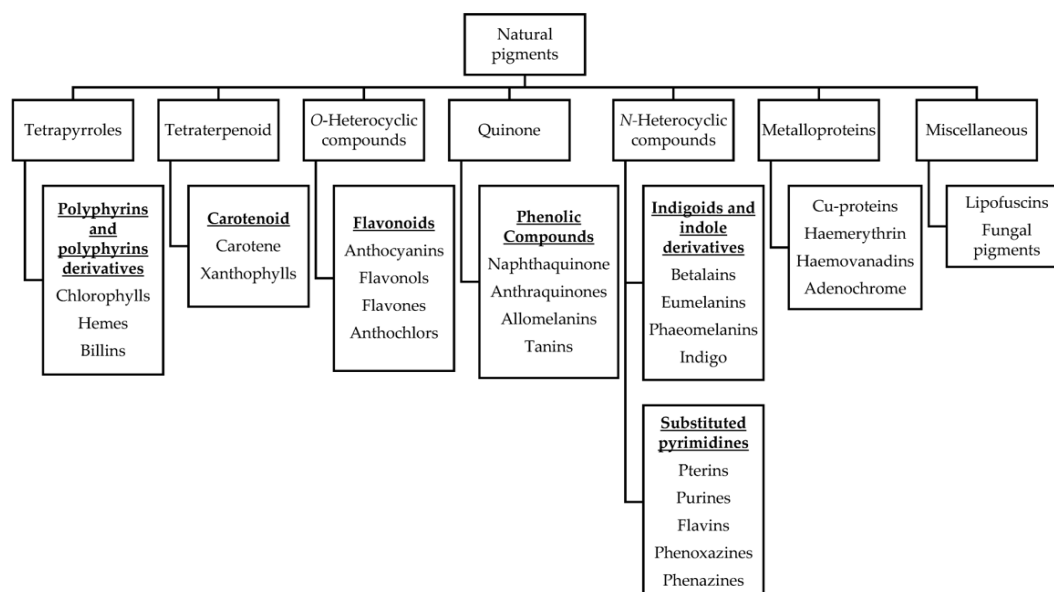 Natural
pigments
Tetrapyrroles
Tetraterpenoid
O-Heterocyclic
compounds
Quinone
N-Heterocyclic
compounds
Metalloproteins
Miscellaneous
Polyphyrins
and
polyphyrins
derivatives
Chlorophylls
Hemes
Billins
Carotenoid
Carotene
Xanthophylls
Flavonoids
Anthocyanins
Flavonols
Flavones
Anthochlors
Phenolic
Compounds
Naphthaquinone
Anthraquinones
Allomelanins
Tanins
Indigoids and
indole
derivatives
Betalains
Eumelanins
Phaeomelanins
Indigo
Substituted
pyrimidines
Pterins
Purines
Flavins
Phenoxazines
Phenazines
Cu-proteins
Haemerythrin
Haemovanadins
Adenochrome
Lipofuscins
Fungal
pigments